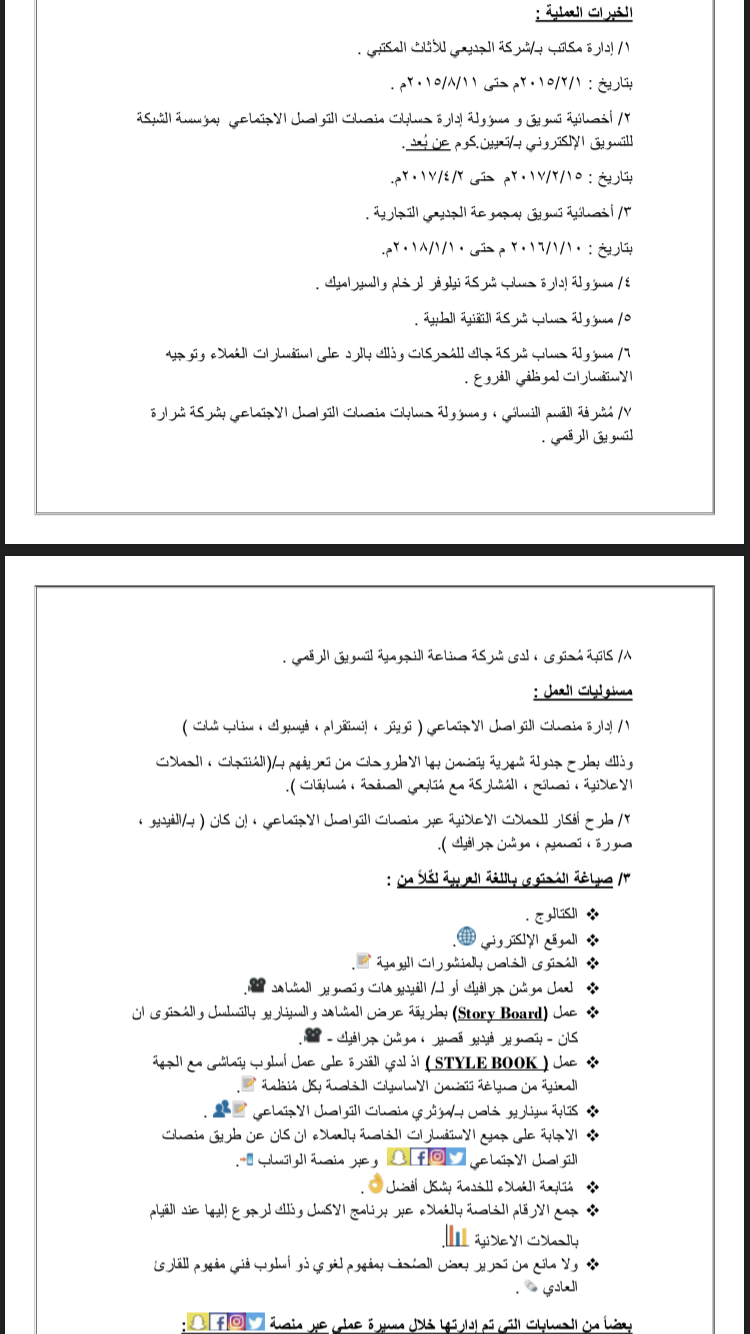 الخبرات العملية :
١/ إدارة مكاتب بـ/شركة الجديعي للأثاث المكتبي .
بتاريخ : ٢٠١٥/٢/١م حتى ٢٠١٥/٨/١١م .
٢/ أخصائية تسويق و مسؤولة إدارة حسابات منصات التواصل الاجتماعي بمؤسسة الشبكة
للتسويق الإلكتروني بـ/تعيين.كوم عن بُعد .
بتاريخ : ٢٠١٧/٢/١٥م حتى ٢٠١٧/٤/٢م.
٣/ أخصائية تسويق بمجموعة الجديعي التجارية .
بتاريخ : ٢٠١٦/١/١٠ م حتى ٢٠١٨/١/١٠م.
٤/ مسؤولة إدارة حساب شركة نيلوفر لرخام والسيراميك .
٥/ مسؤولة حساب شركة التقنية الطبية .
٦/ مسؤولة حساب شركة جاك للمُحركات وذلك بالرد على استفسارات العُملاء وتوجيه
الاستفسارات لموظفي الفروع .
٧/ مُشرفة القسم النسائي ، ومسؤولة حسابات منصات التواصل الاجتماعي بشركة شرارة
لتسويق الرقمي .
٨/ كاتبة مُحتوى ، لدى شركة صناعة النجومية لتسويق الرقمي .
مسئوليات العمل :
١/ إدارة منصات التواصل الاجتماعي ( تويتر ، إنستقرام ، فيسبوك ، سناب شات )
وذلك بطرح جدولة شهرية يتضمن بها الاطروحات من تعريفهم بـ/(المُنتجات ، الحملات
الاعلانية ، نصائح ، المُشاركة مع مُتابعي الصفحة ، مُسابقات ).
٢/ طرح أفكار للحملات الاعلانية عبر منصات التواصل الاجتماعي ، إن كان ( بـ/الفيديو ،
صورة ، تصميم ، موشن جرافيك ).
٣/ صياغة المُحتوى باللغة العربية لكُلاً من :
❖ الكتالوج .
❖ الموقع الإلكتروني 🌐.
❖ المُحتوى الخاص بالمنشورات اليومية 📝.
❖ لعمل موشن جرافيك أو لـ/ الفيديوهات وتصوير المشاهد 🎥.
❖ عمل (Story Board) بطريقة عرض المشاهد والسيناريو بالتسلسل والمُحتوى ان
كان - بتصوير فيديو قصير ، موشن جرافيك - 🎥.
❖ عمل ( STYLE BOOK ) اذ لدي القدرة على عمل أسلوب يتماشى مع الجهة
المعنية من صياغة تتضمن الاساسيات الخاصة بكل مُنظمة 📝.
❖ كتابة سيناريو خاص بـ/مؤثري منصات التواصل الاجتماعي 📝👥 .
❖ الاجابة على جميع الاستفسارات الخاصة بالعملاء ان كان عن طريق منصات
التواصل الاجتماعي وعبر منصة الواتساب 📲.
❖ مُتابعة العُملاء للخدمة بشكل أفضل👌 .
❖ جمع الارقام الخاصة بالعُملاء عبر برنامج الاكسل وذلك لرجوع إليها عند القيام
بالحملات الاعلانية 📊.
❖ ولا مانع من تحرير بعض الصُحف بمفهوم لغوي ذو أسلوب فني مفهوم للقارئ
العادي 🗞 .
بعضاً من الحسابات التي تم إدارتها خلال مسيرة عملي عبر منصة :